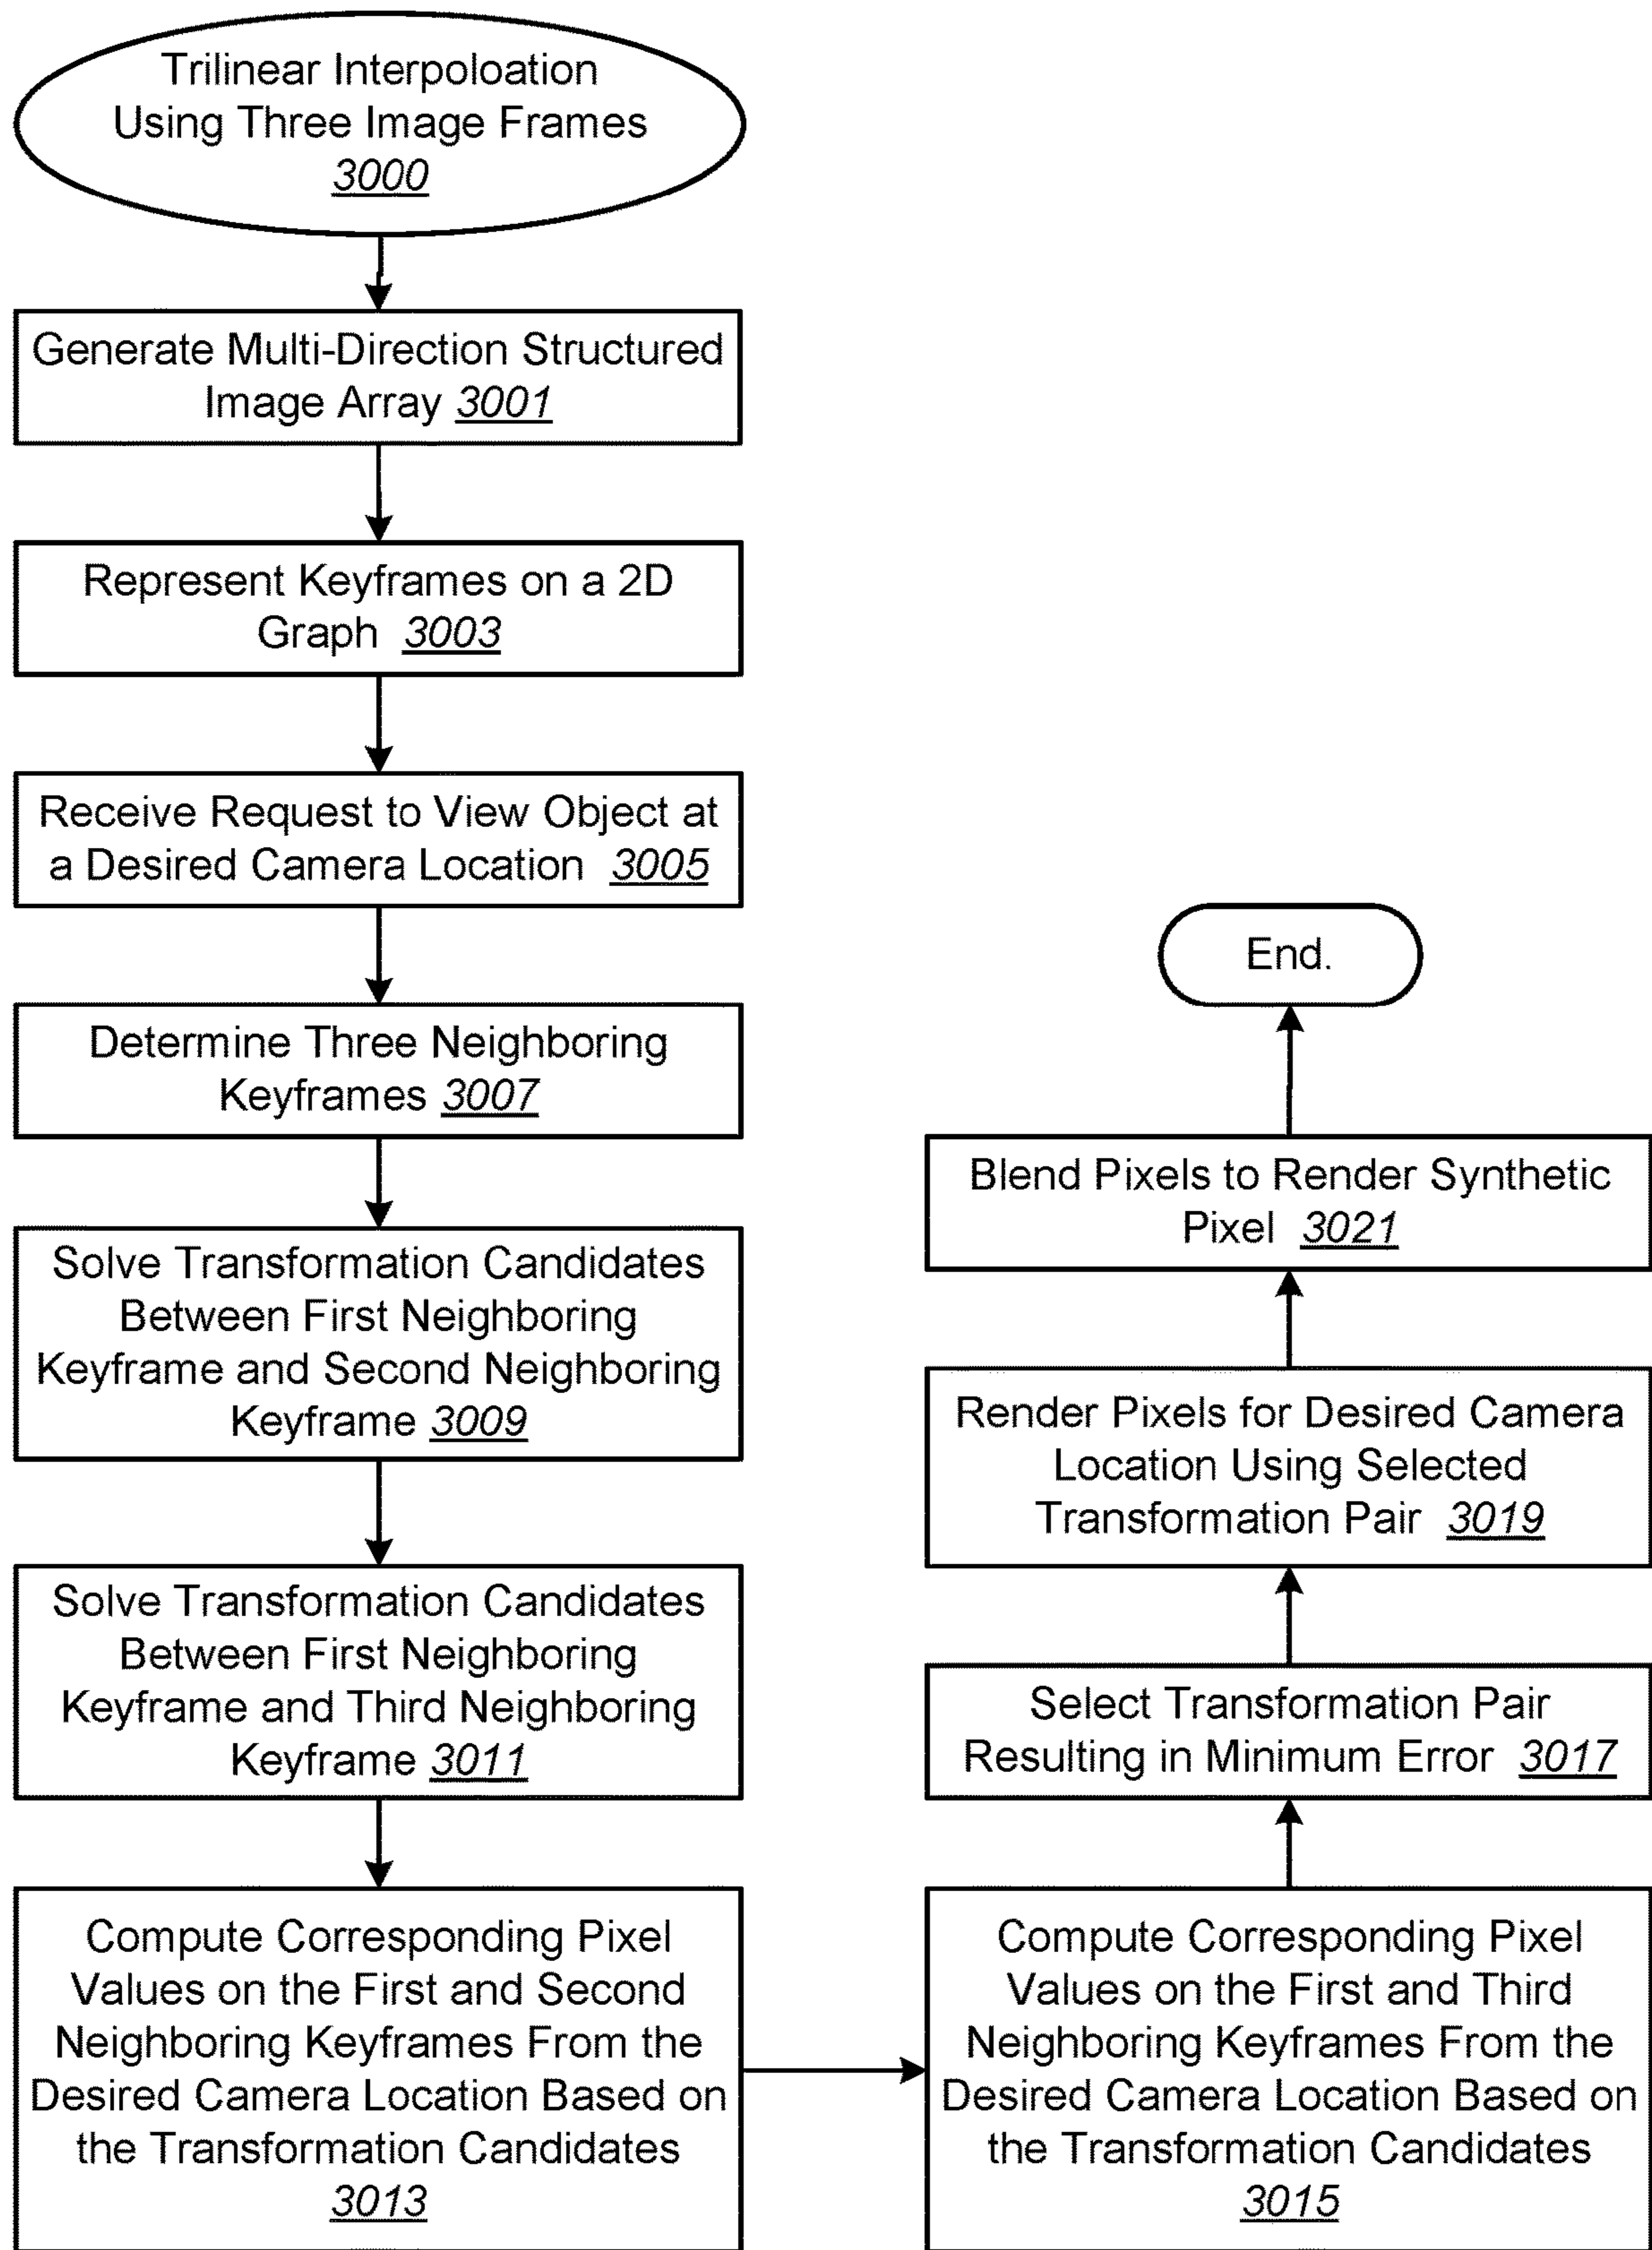 Trilinear Interpoloation
Using Three Image Frames
3000
Generate Multi-Direction Structured
Image Array 3001
Represent Keyframes on a 2D
Graph 3003
Receive Request to View Object at
a Desired Camera Location 3005
Determine Three Neighboring
Keyframes 3007
Solve Transformation Candidates
Between First Neighboring
Keyframe and Second Neighboring
Keyframe 3009
Solve Transformation Candidates
Between First Neighboring
Keyframe and Third Neighboring
Keyframe 3011
Compute Corresponding Pixel
Values on the First and Second
Neighboring Keyframes From the
Desired Camera Location Based on
the Transformation Candidates
3013
Compute Corresponding Pixel
Values on the First and Third
Neighboring Keyframes From the
Desired Camera Location Based on
the Transformation Candidates
3015
Select Transformation Pair
Resulting in Minimum Error 3017
Render Pixels for Desired Camera
Location Using Selected
Transformation Pair 3019
Blend Pixels to Render Synthetic
Pixel 3021
End.